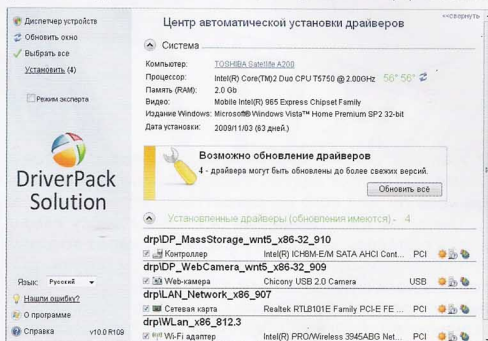 Диспетчер устройств
Обновить окно
Выбрать все
Установить (4)
Режим эксперта
DriverPack
Solution
Язык: Русский
Нашли ошибку?
О программе
Справка v10.0 R109
<<свернуть
Центр автоматической установки драйверов
Система
Компьютер: TOSHIBA Satellite A200
Процессор: Intel(R) Core(TM)2 Duo CPU T5750 @ 2.00GHz 56° 56°
Память (RAM): 2.0 Gb
Видео: Mobile Intel(R) 965 Express Chipset Family
Издание Windows: Microsoft® Windows Vista™ Home Premium SP2 32-bit
Дата установки: 2009/11/03 (63 дней.)
Возможно обновление драйверов
4 - драйвера могут быть обновлены до более свежих версий.
Обновить всё
Установленные драйверы (обновления имеются) - 4
drp\DP_MassStorage_wnt5_x86-32_910
Контроллер Intel(R) ICH8M-E/M SATA AHCI Cont... PCI
drp\DP_WebCamera_wnt5_x86-32_909
Web-камера Chicony USB 2.0 Camera USB
drp\LAN_Network_x86_907
Сетевая карта Realtek RTL8101E Family PCI-E FE ... PCI
drp\WLan_x86_812.3
Wi-Fi адаптер Intel(R) PRO/Wireless 3945ABG Net... PCI